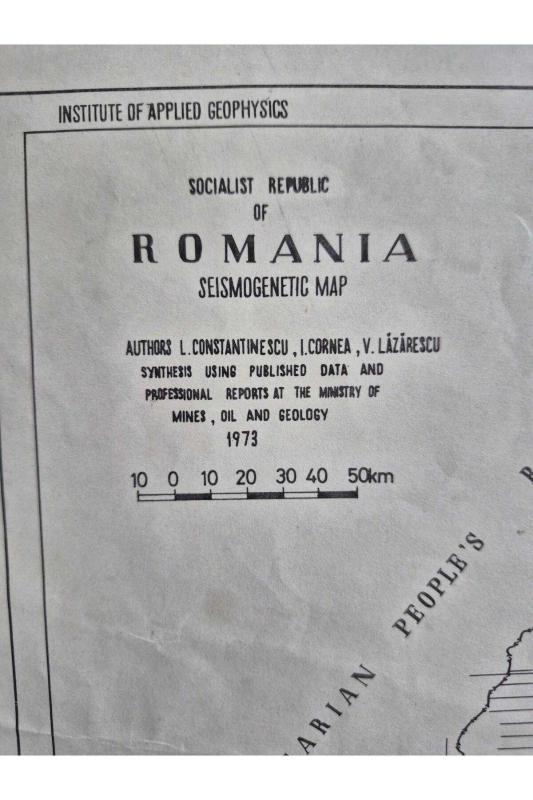 INSTITUTE OF APPLIED GEOPHYSICS
SOCIALIST REPUBLIC
OF
ROMANIA
SEISMOGENETIC MAP
AUTHORS L.CONSTANTINESCU, I.CORNEA, V. LĂZĂRESCU
SYNTHESIS USING PUBLISHED DATA AND
PROFESSIONAL REPORTS AT THE MINISTRY OF
MINES, OIL AND GEOLOGY
1973
10 0 10 20 30 40 50km
ARIAN PEOPLE'S